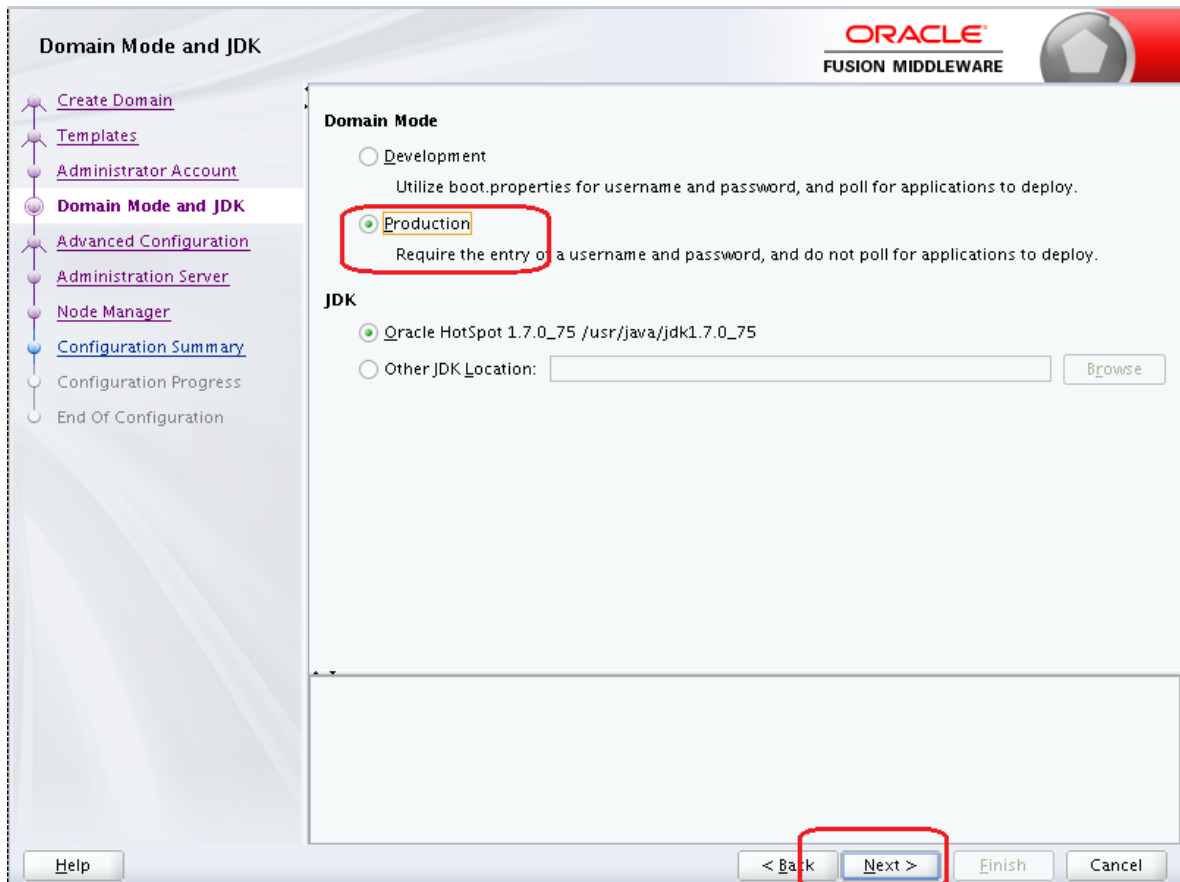 Domain Mode and JDK
ORACLE
FUSION MIDDLEWARE
Create Domain
Templates
Administrator Account
Domain Mode and JDK
Advanced Configuration
Administration Server
Node Manager
Configuration Summary
Configuration Progress
End Of Configuration
Domain Mode
Development
Utilize boot.properties for username and password, and poll for applications to deploy.
Production
Require the entry of a username and password, and do not poll for applications to deploy.
JDK
Oracle HotSpot 1.7.0_75 /usr/java/jdk1.7.0_75
Other JDK Location:
Browse
Help
< Back
Next >
Finish
Cancel